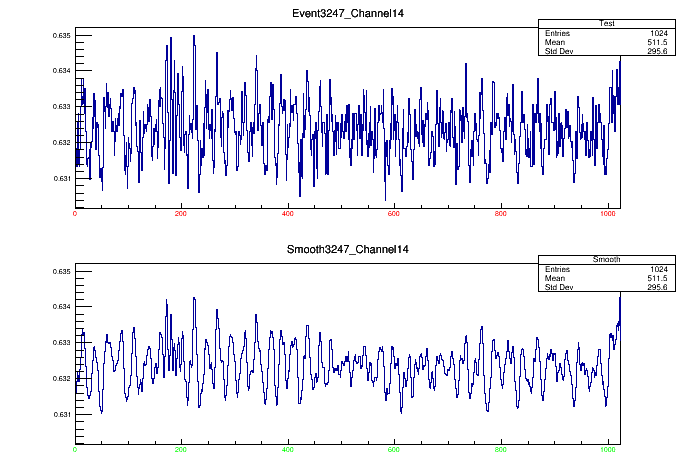 Event3247_Channel14
Test
Entries 1024
Mean 511.5
Std Dev 295.6
0.635
0.634
0.633
0.632
0.631
0 200 400 600 800 1000
Smooth3247_Channel14
Smooth
Entries 1024
Mean 511.5
Std Dev 295.6
0.635
0.634
0.633
0.632
0.631
0 200 400 600 800 1000